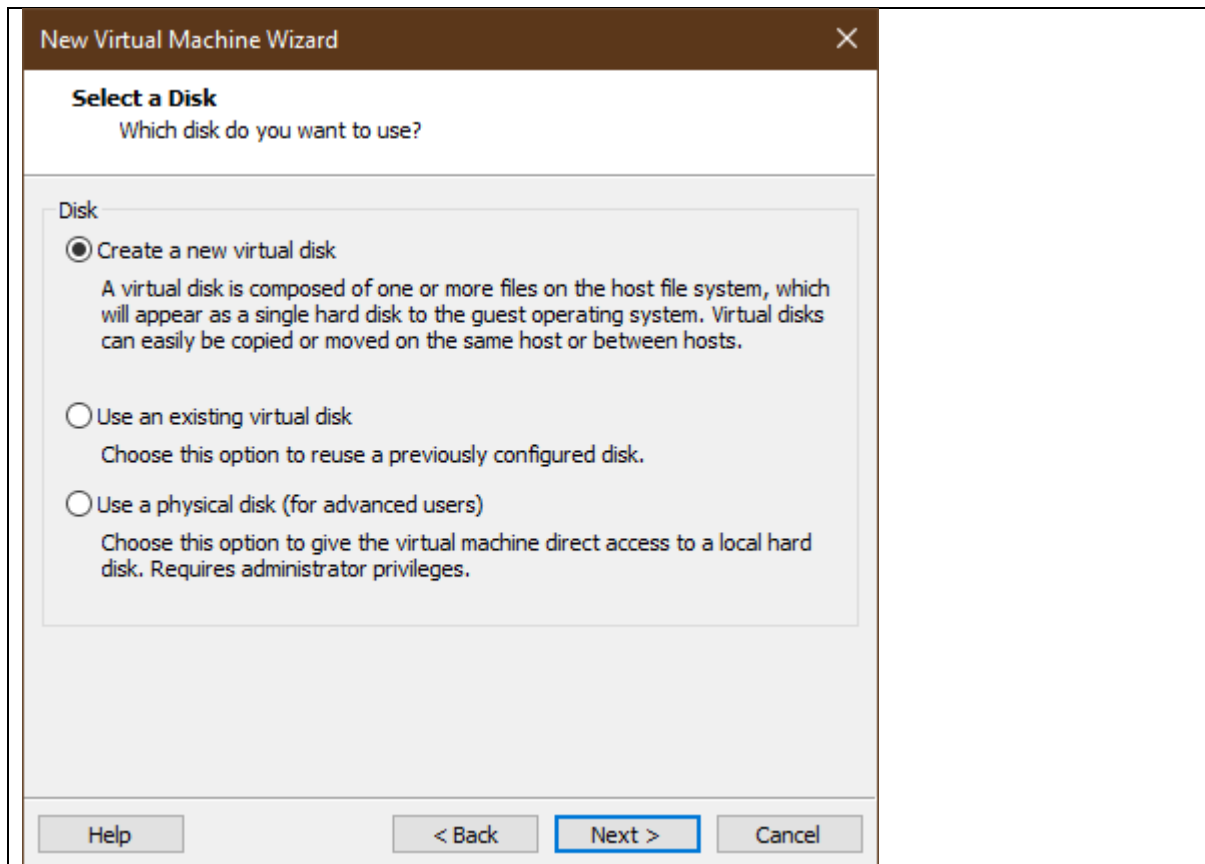 New Virtual Machine Wizard
Select a Disk
Which disk do you want to use?
Disk
Create a new virtual disk
A virtual disk is composed of one or more files on the host file system, which
will appear as a single hard disk to the guest operating system. Virtual disks
can easily be copied or moved on the same host or between hosts.
Use an existing virtual disk
Choose this option to reuse a previously configured disk.
Use a physical disk (for advanced users)
Choose this option to give the virtual machine direct access to a local hard
disk. Requires administrator privileges.
Help < Back Next > Cancel